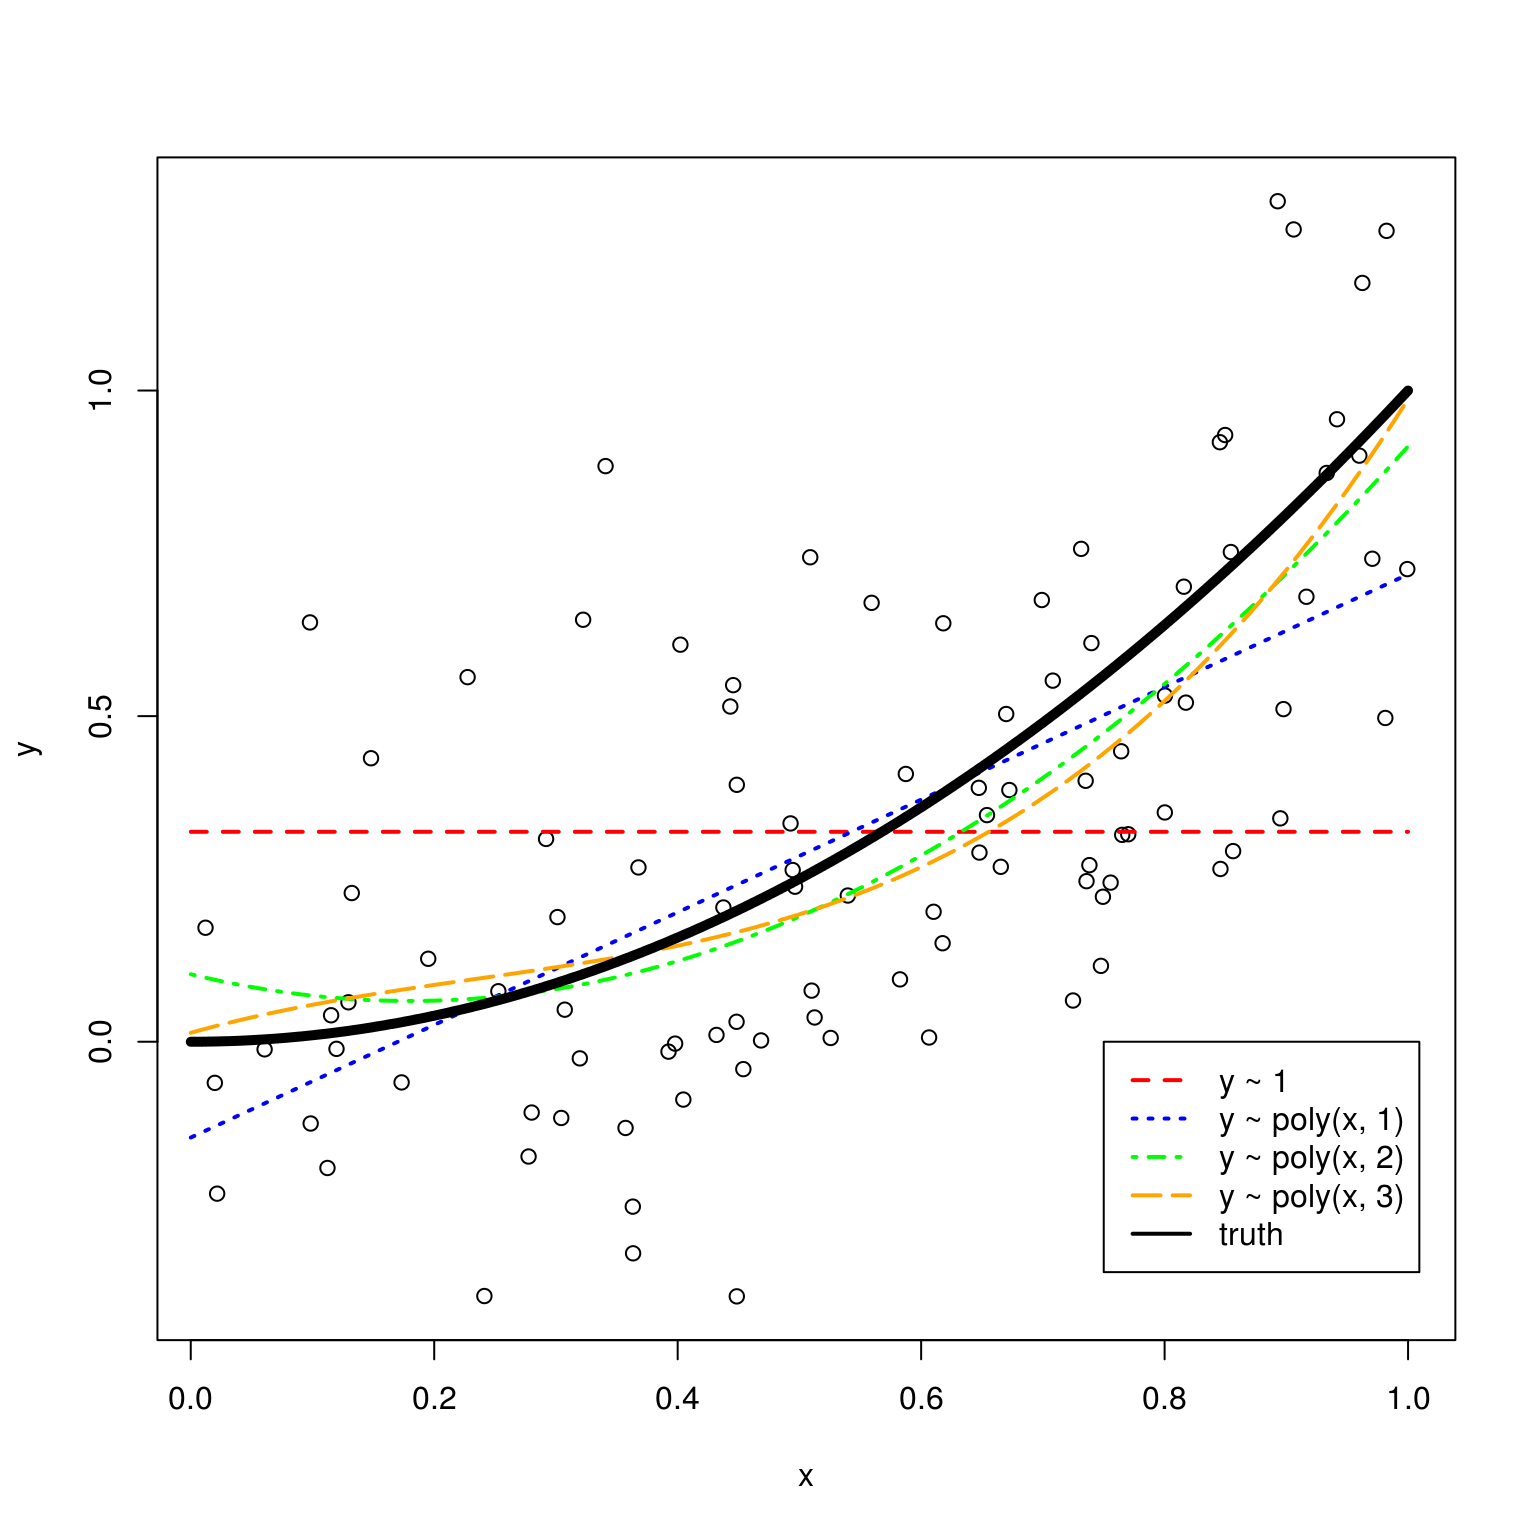 1.0
0.5
0.0
y
0.0 0.2 0.4 0.6 0.8 1.0
x
y ~ 1
y ~ poly(x, 1)
y ~ poly(x, 2)
y ~ poly(x, 3)
truth